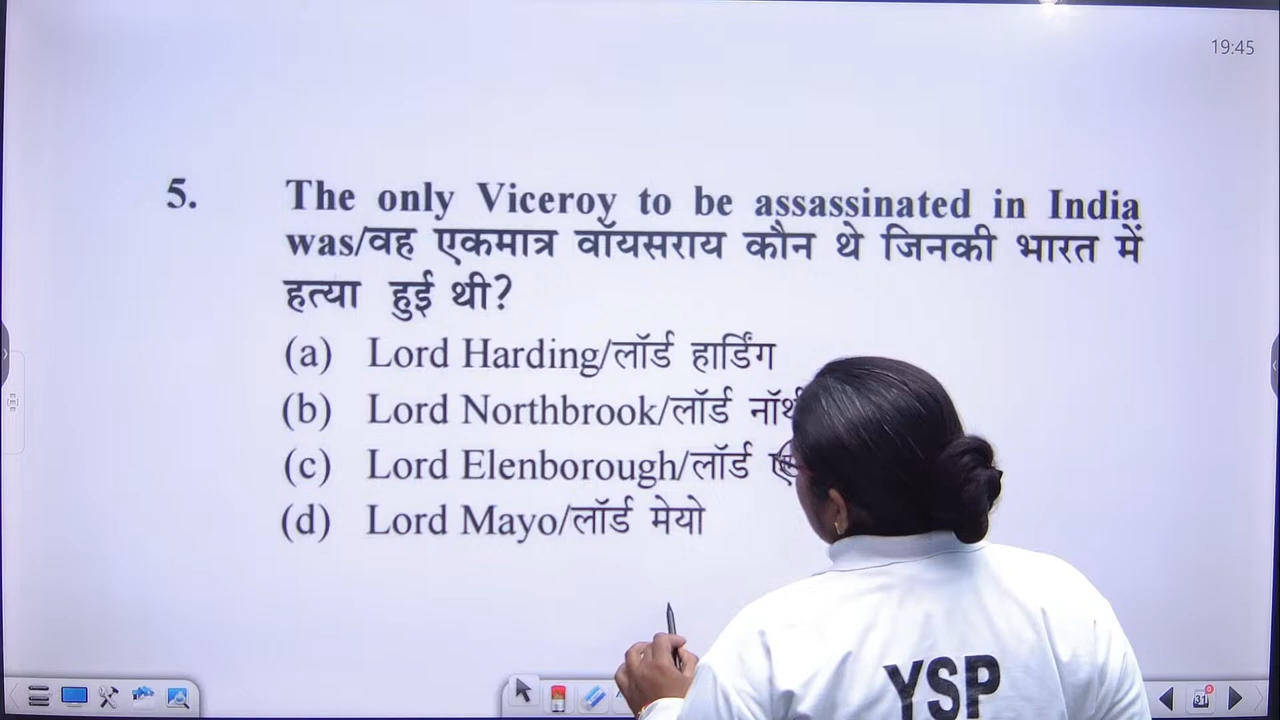 19:45
5. The only Viceroy to be assassinated in India
was/वह एकमात्र वॉयसराय कौन थे जिनकी भारत में
हत्या हुई थी?
(a) Lord Harding/लॉर्ड हार्डिंग
(b) Lord Northbrook/लॉर्ड
(c) Lord Elenborough/लॉर्ड
(d) Lord Mayo/लॉर्ड मेयो
YSP
31